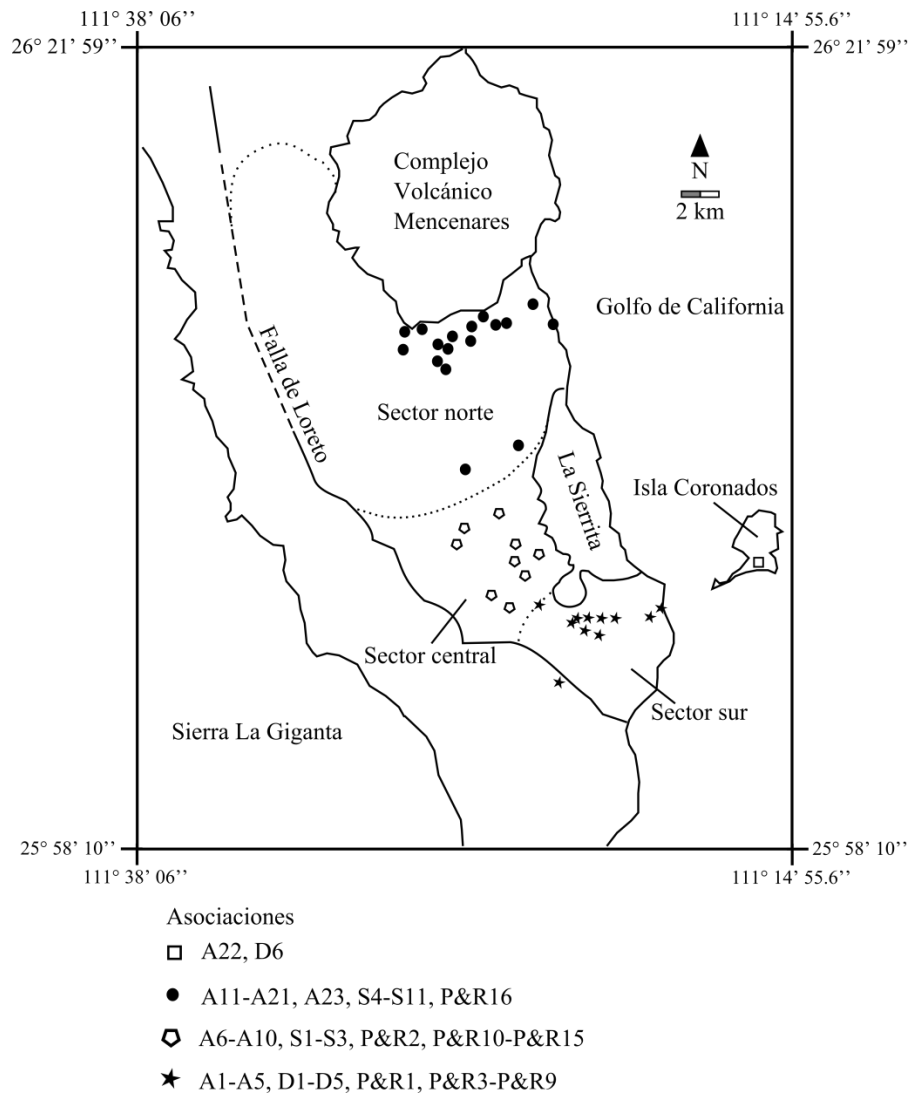 111° 38’ 06’’
111° 14’ 55.6’’
26° 21’ 59’’
26° 21’ 59’’
Complejo
Volcánico
Mencenares
N
2 km
Golfo de California
Falla de Loreto
Sector norte
La Sierrita
Isla Coronados
Sector central
Sector sur
Sierra La Giganta
25° 58’ 10’’
25° 58’ 10’’
111° 38’ 06’’
111° 14’ 55.6’’
Asociaciones
A22, D6
A11-A21, A23, S4-S11, P&R16
A6-A10, S1-S3, P&R2, P&R10-P&R15
A1-A5, D1-D5, P&R1, P&R3-P&R9